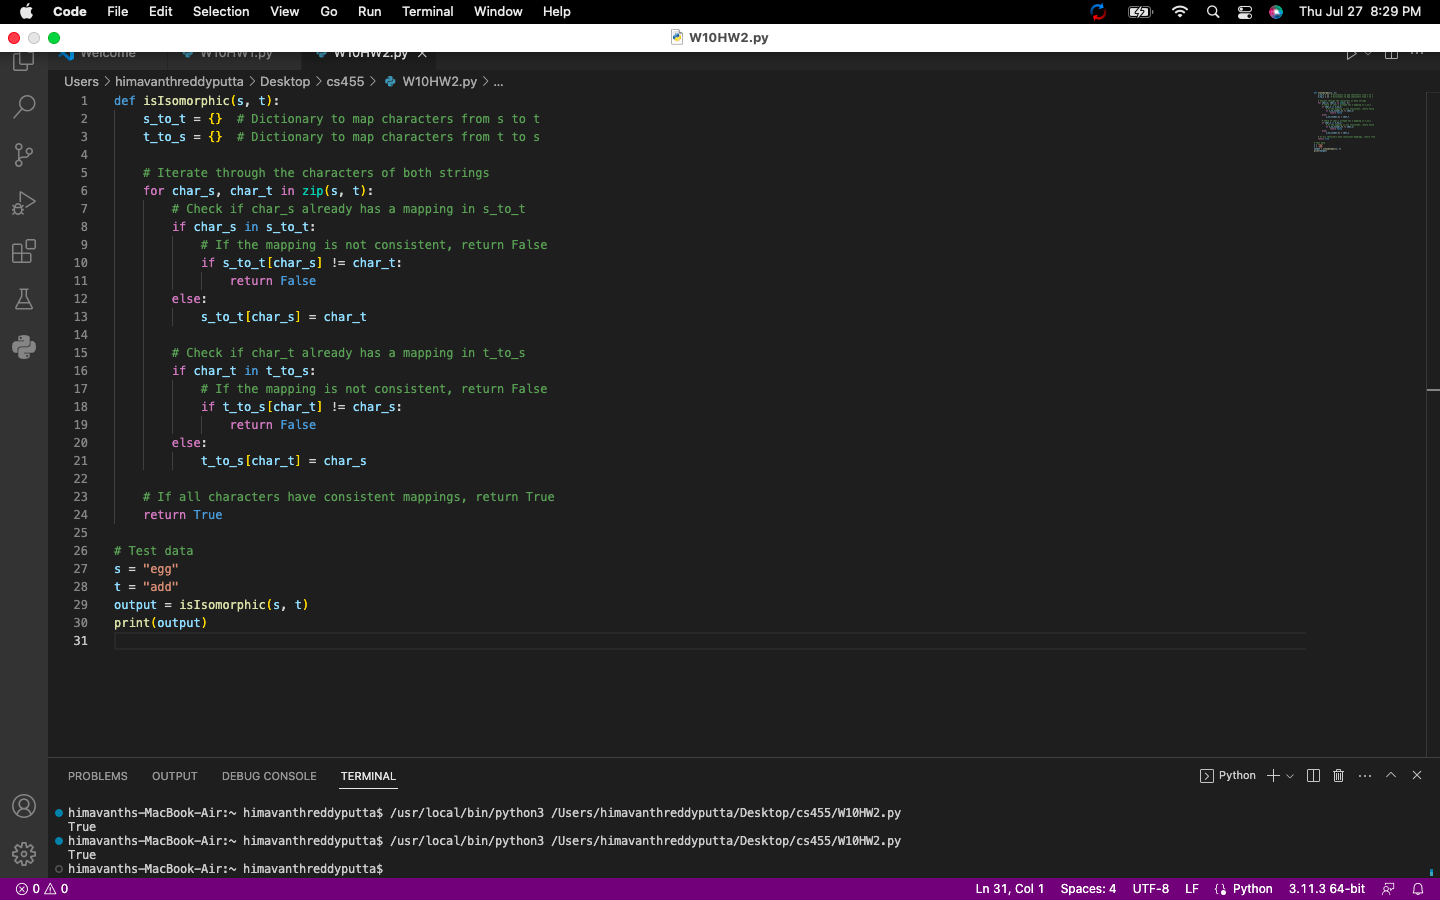 Code File Edit Selection View Go Run Terminal Window Help Thu Jul 27 8:29 PM
W10HW2.py
Welcome W10HW1.py W10HW2.py
Users > himavanthreddyputta > Desktop > cs455 > W10HW2.py > ...
1 def isIsomorphic(s, t):
2     s_to_t = {}  # Dictionary to map characters from s to t
3     t_to_s = {}  # Dictionary to map characters from t to s
4
5     # Iterate through the characters of both strings
6     for char_s, char_t in zip(s, t):
7         # Check if char_s already has a mapping in s_to_t
8         if char_s in s_to_t:
9             # If the mapping is not consistent, return False
10             if s_to_t[char_s] != char_t:
11                 return False
12         else:
13             s_to_t[char_s] = char_t
14
15         # Check if char_t already has a mapping in t_to_s
16         if char_t in t_to_s:
17             # If the mapping is not consistent, return False
18             if t_to_s[char_t] != char_s:
19                 return False
20         else:
21             t_to_s[char_t] = char_s
22
23     # If all characters have consistent mappings, return True
24     return True
25
26 # Test data
27 s = "egg"
28 t = "add"
29 output = isIsomorphic(s, t)
30 print(output)
31
PROBLEMS OUTPUT DEBUG CONSOLE TERMINAL Python
himavanths-MacBook-Air:~ himavanthreddyputta$ /usr/local/bin/python3 /Users/himavanthreddyputta/Desktop/cs455/W10HW2.py
True
himavanths-MacBook-Air:~ himavanthreddyputta$ /usr/local/bin/python3 /Users/himavanthreddyputta/Desktop/cs455/W10HW2.py
True
himavanths-MacBook-Air:~ himavanthreddyputta$
0 0 Ln 31, Col 1 Spaces: 4 UTF-8 LF Python 3.11.3 64-bit